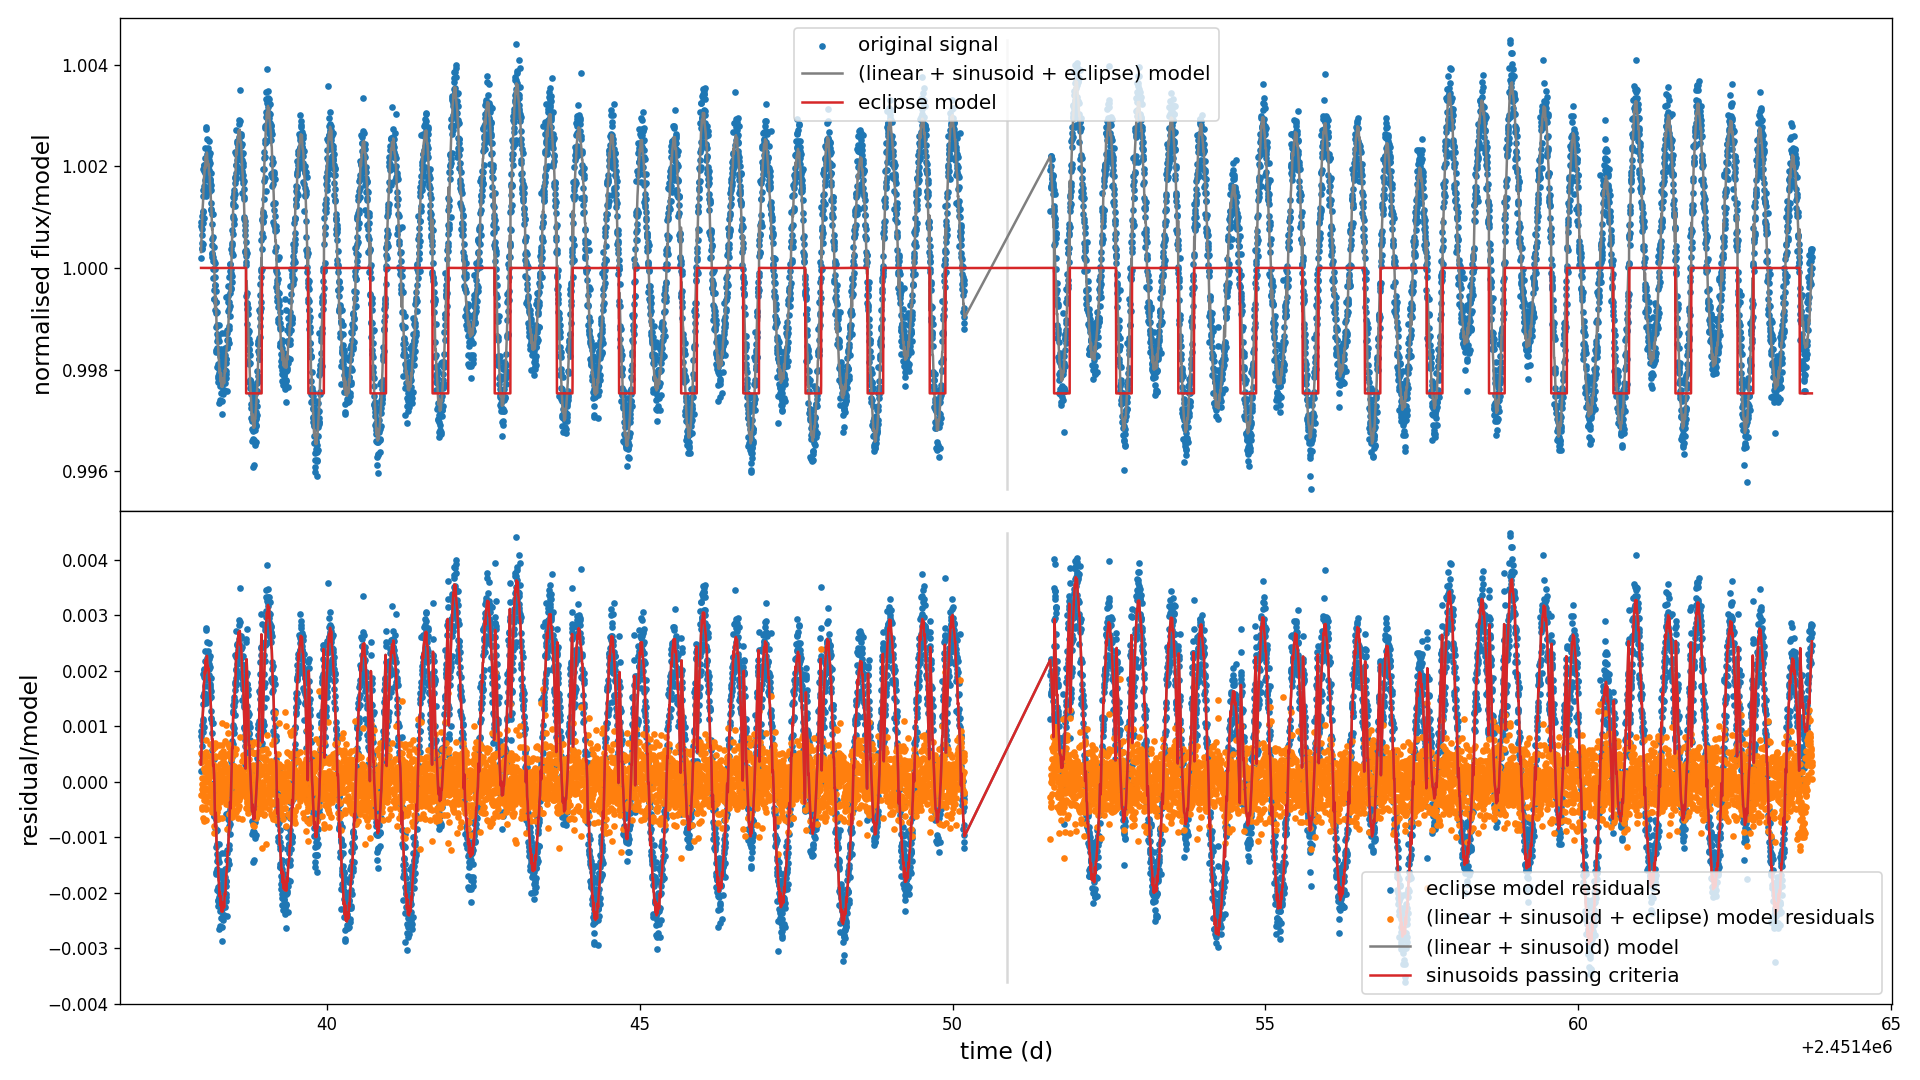 original signal
(linear + sinusoid + eclipse) model
eclipse model
normalised flux/model
1.004
1.002
1.000
0.998
0.996
residual/model
0.004
0.003
0.002
0.001
0.000
−0.001
−0.002
−0.003
−0.004
eclipse model residuals
(linear + sinusoid + eclipse) model residuals
(linear + sinusoid) model
sinusoids passing criteria
40 45 50 55 60 65
time (d)
+2.4514e6